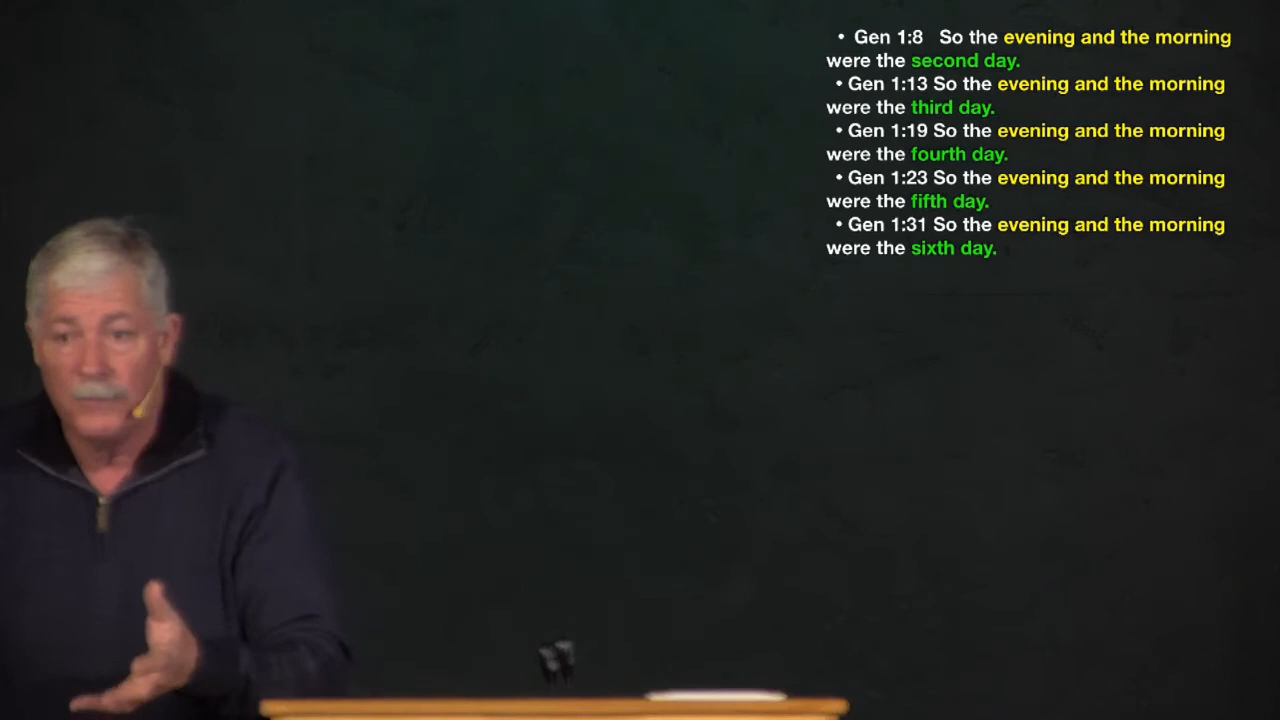 • Gen 1:8 So the evening and the morning
were the second day.
• Gen 1:13 So the evening and the morning
were the third day.
• Gen 1:19 So the evening and the morning
were the fourth day.
• Gen 1:23 So the evening and the morning
were the fifth day.
• Gen 1:31 So the evening and the morning
were the sixth day.